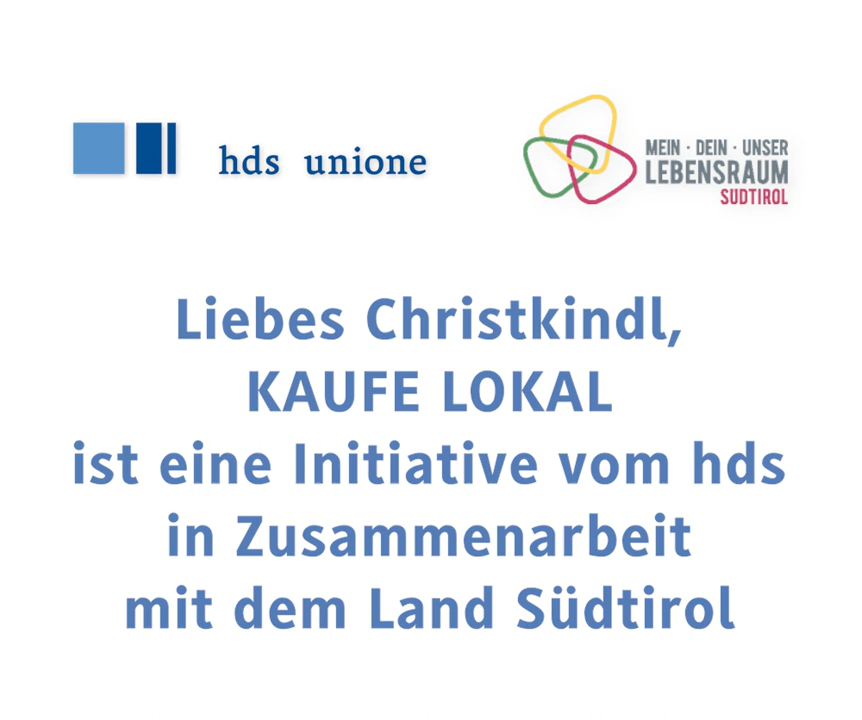 hds unione
MEIN · DEIN · UNSER
LEBENSRAUM
SÜDTIROL
Liebes Christkindl,
KAUFE LOKAL
ist eine Initiative vom hds
in Zusammenarbeit
mit dem Land Südtirol